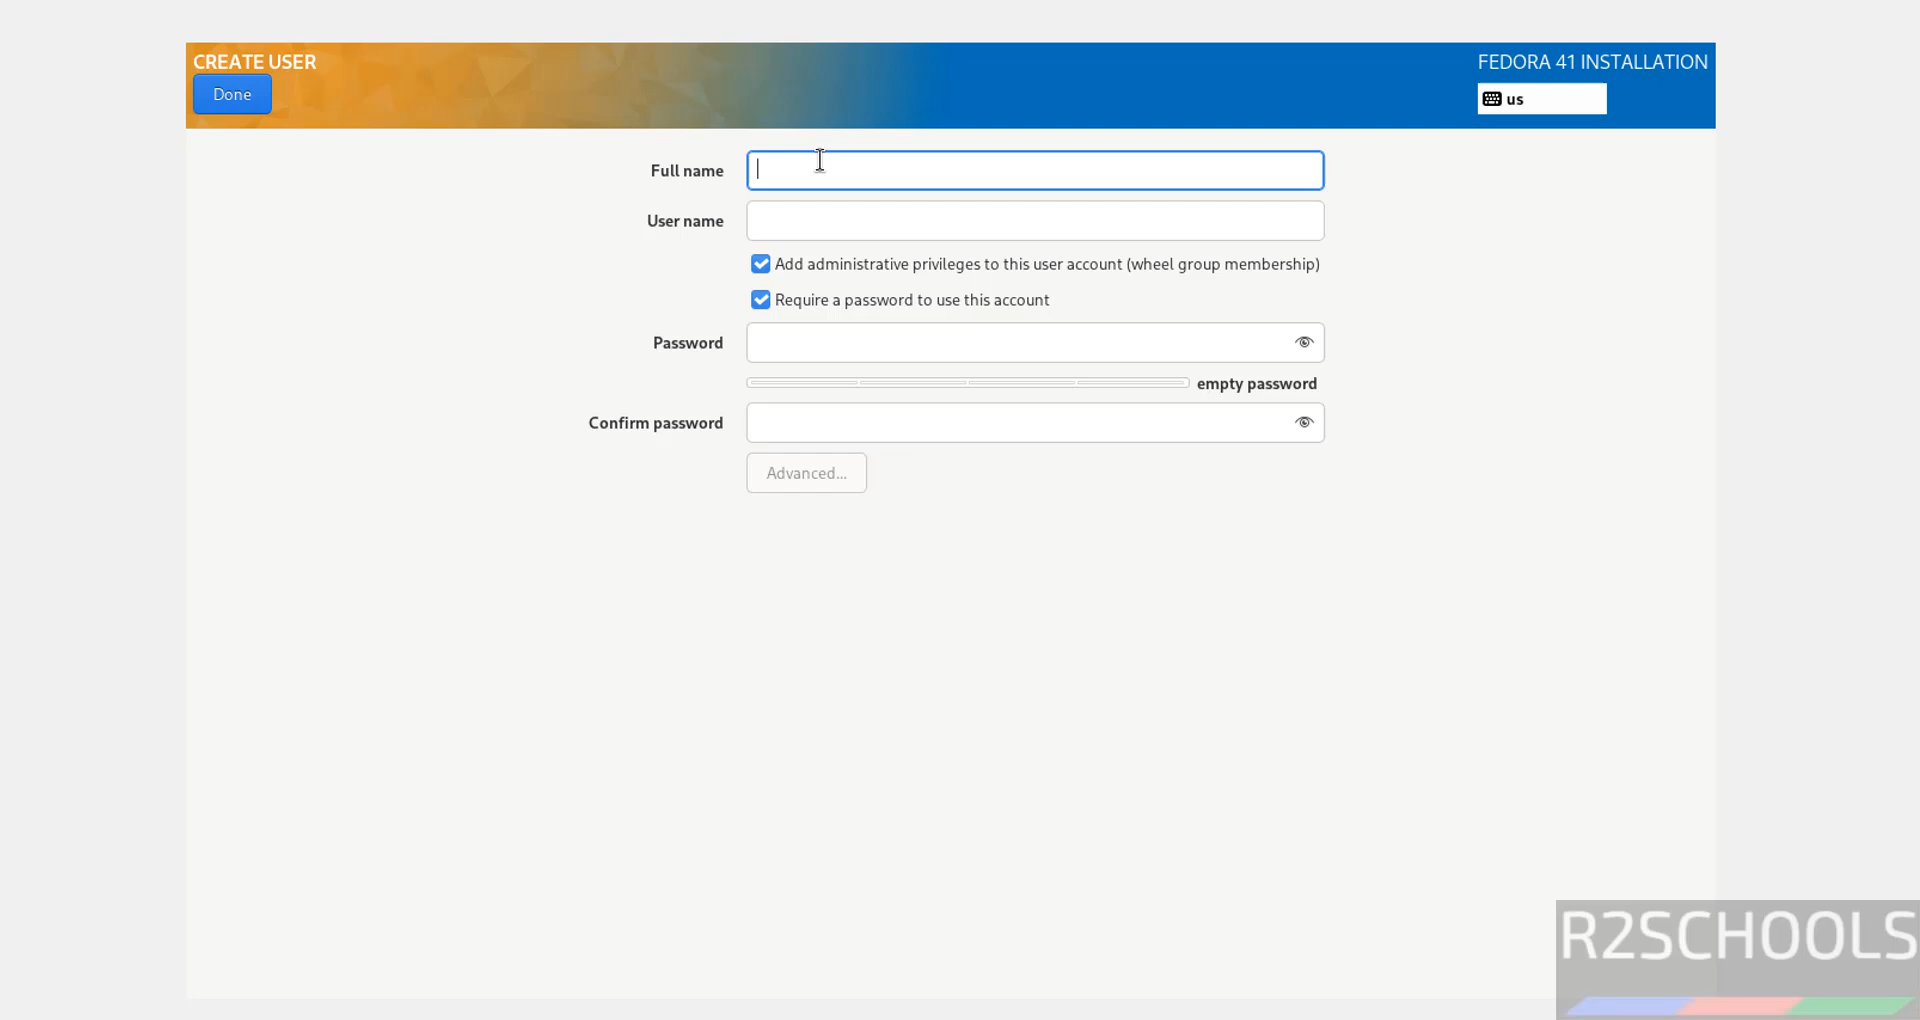 CREATE USER
FEDORA 41 INSTALLATION
Done
us
Full name
User name
Add administrative privileges to this user account (wheel group membership)
Require a password to use this account
Password
empty password
Confirm password
Advanced...
R2SCHOOLS